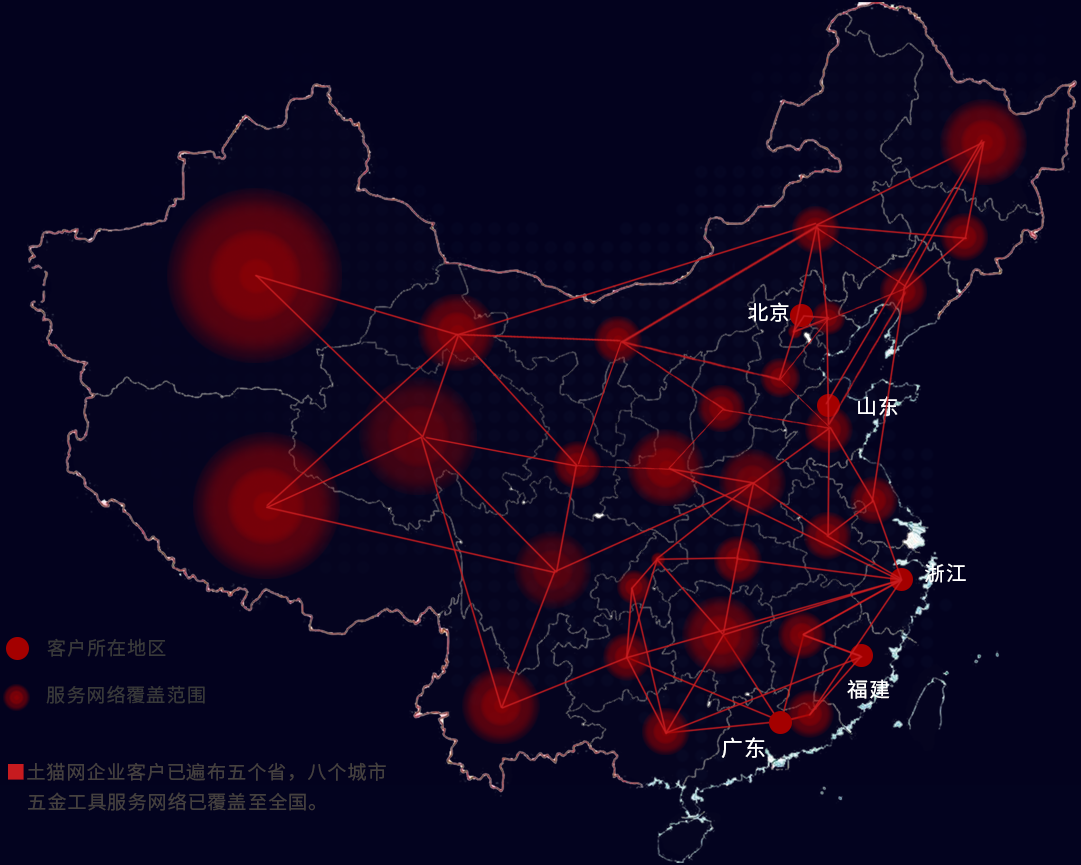 北京
山东
浙江
福建
广东
客户所在地区
服务网络覆盖范围
土猫网企业客户已遍布五个省，八个城市
五金工具服务网络已覆盖至全国。